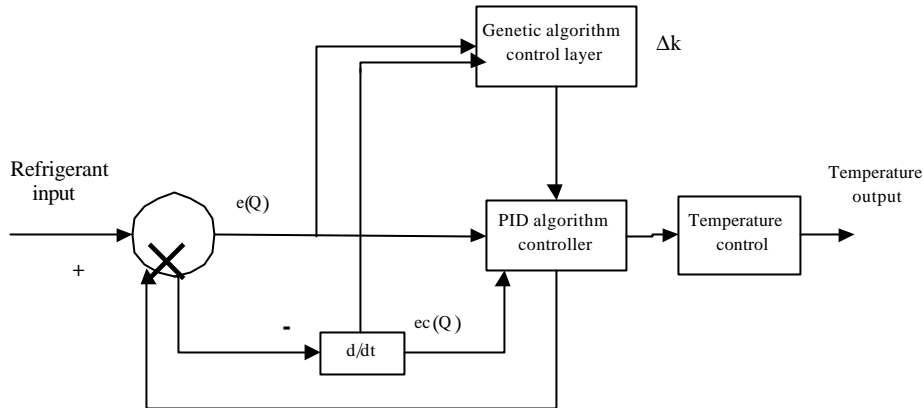 Genetic algorithm
control layer
Δk
Refrigerant
input
+
e(Q)
PID algorithm
controller
Temperature
control
Temperature
output
-
d/dt
ec(Q)